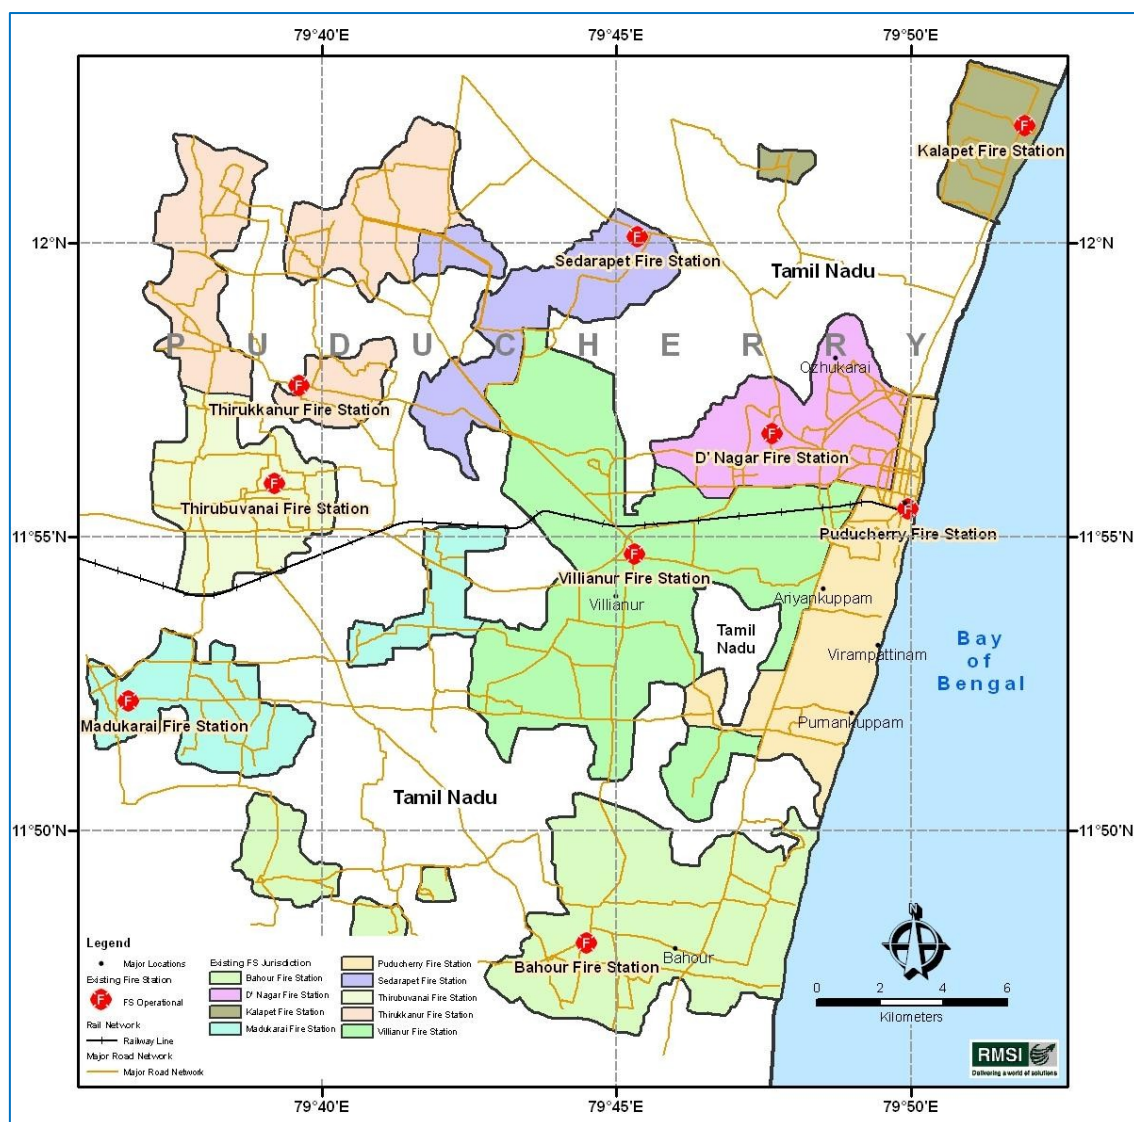 79°40'E
79°45'E
79°50'E
Kalapet Fire Station
12°N
12°N
Sedarapet Fire Station
Tamil Nadu
PUDUCHERRY
Ozhukarai
Thirukkanur Fire Station
D' Nagar Fire Station
Thirubuvanai Fire Station
Puducherry Fire Station
11°55'N
11°55'N
Villianur Fire Station
Villianur
Ariyankuppam
Tamil
Nadu
Virampattinam
Bay
of
Bengal
Madukarai Fire Station
Purnankuppam
Tamil Nadu
11°50'N
11°50'N
Bahour Fire Station
Bahour
N
Legend
Major Locations
Existing Fire Station
F FS Operational
Rail Network
Railway Line
Major Road Network
Major Road Network
Existing FS Jurisdiction
Bahour Fire Station
D' Nagar Fire Station
Kalapet Fire Station
Madukarai Fire Station
Puducherry Fire Station
Sedarapet Fire Station
Thirubuvanai Fire Station
Thirukkanur Fire Station
Villianur Fire Station
0 2 4 6
Kilometers
RMSI
Delivering a world of solutions
79°40'E
79°45'E
79°50'E